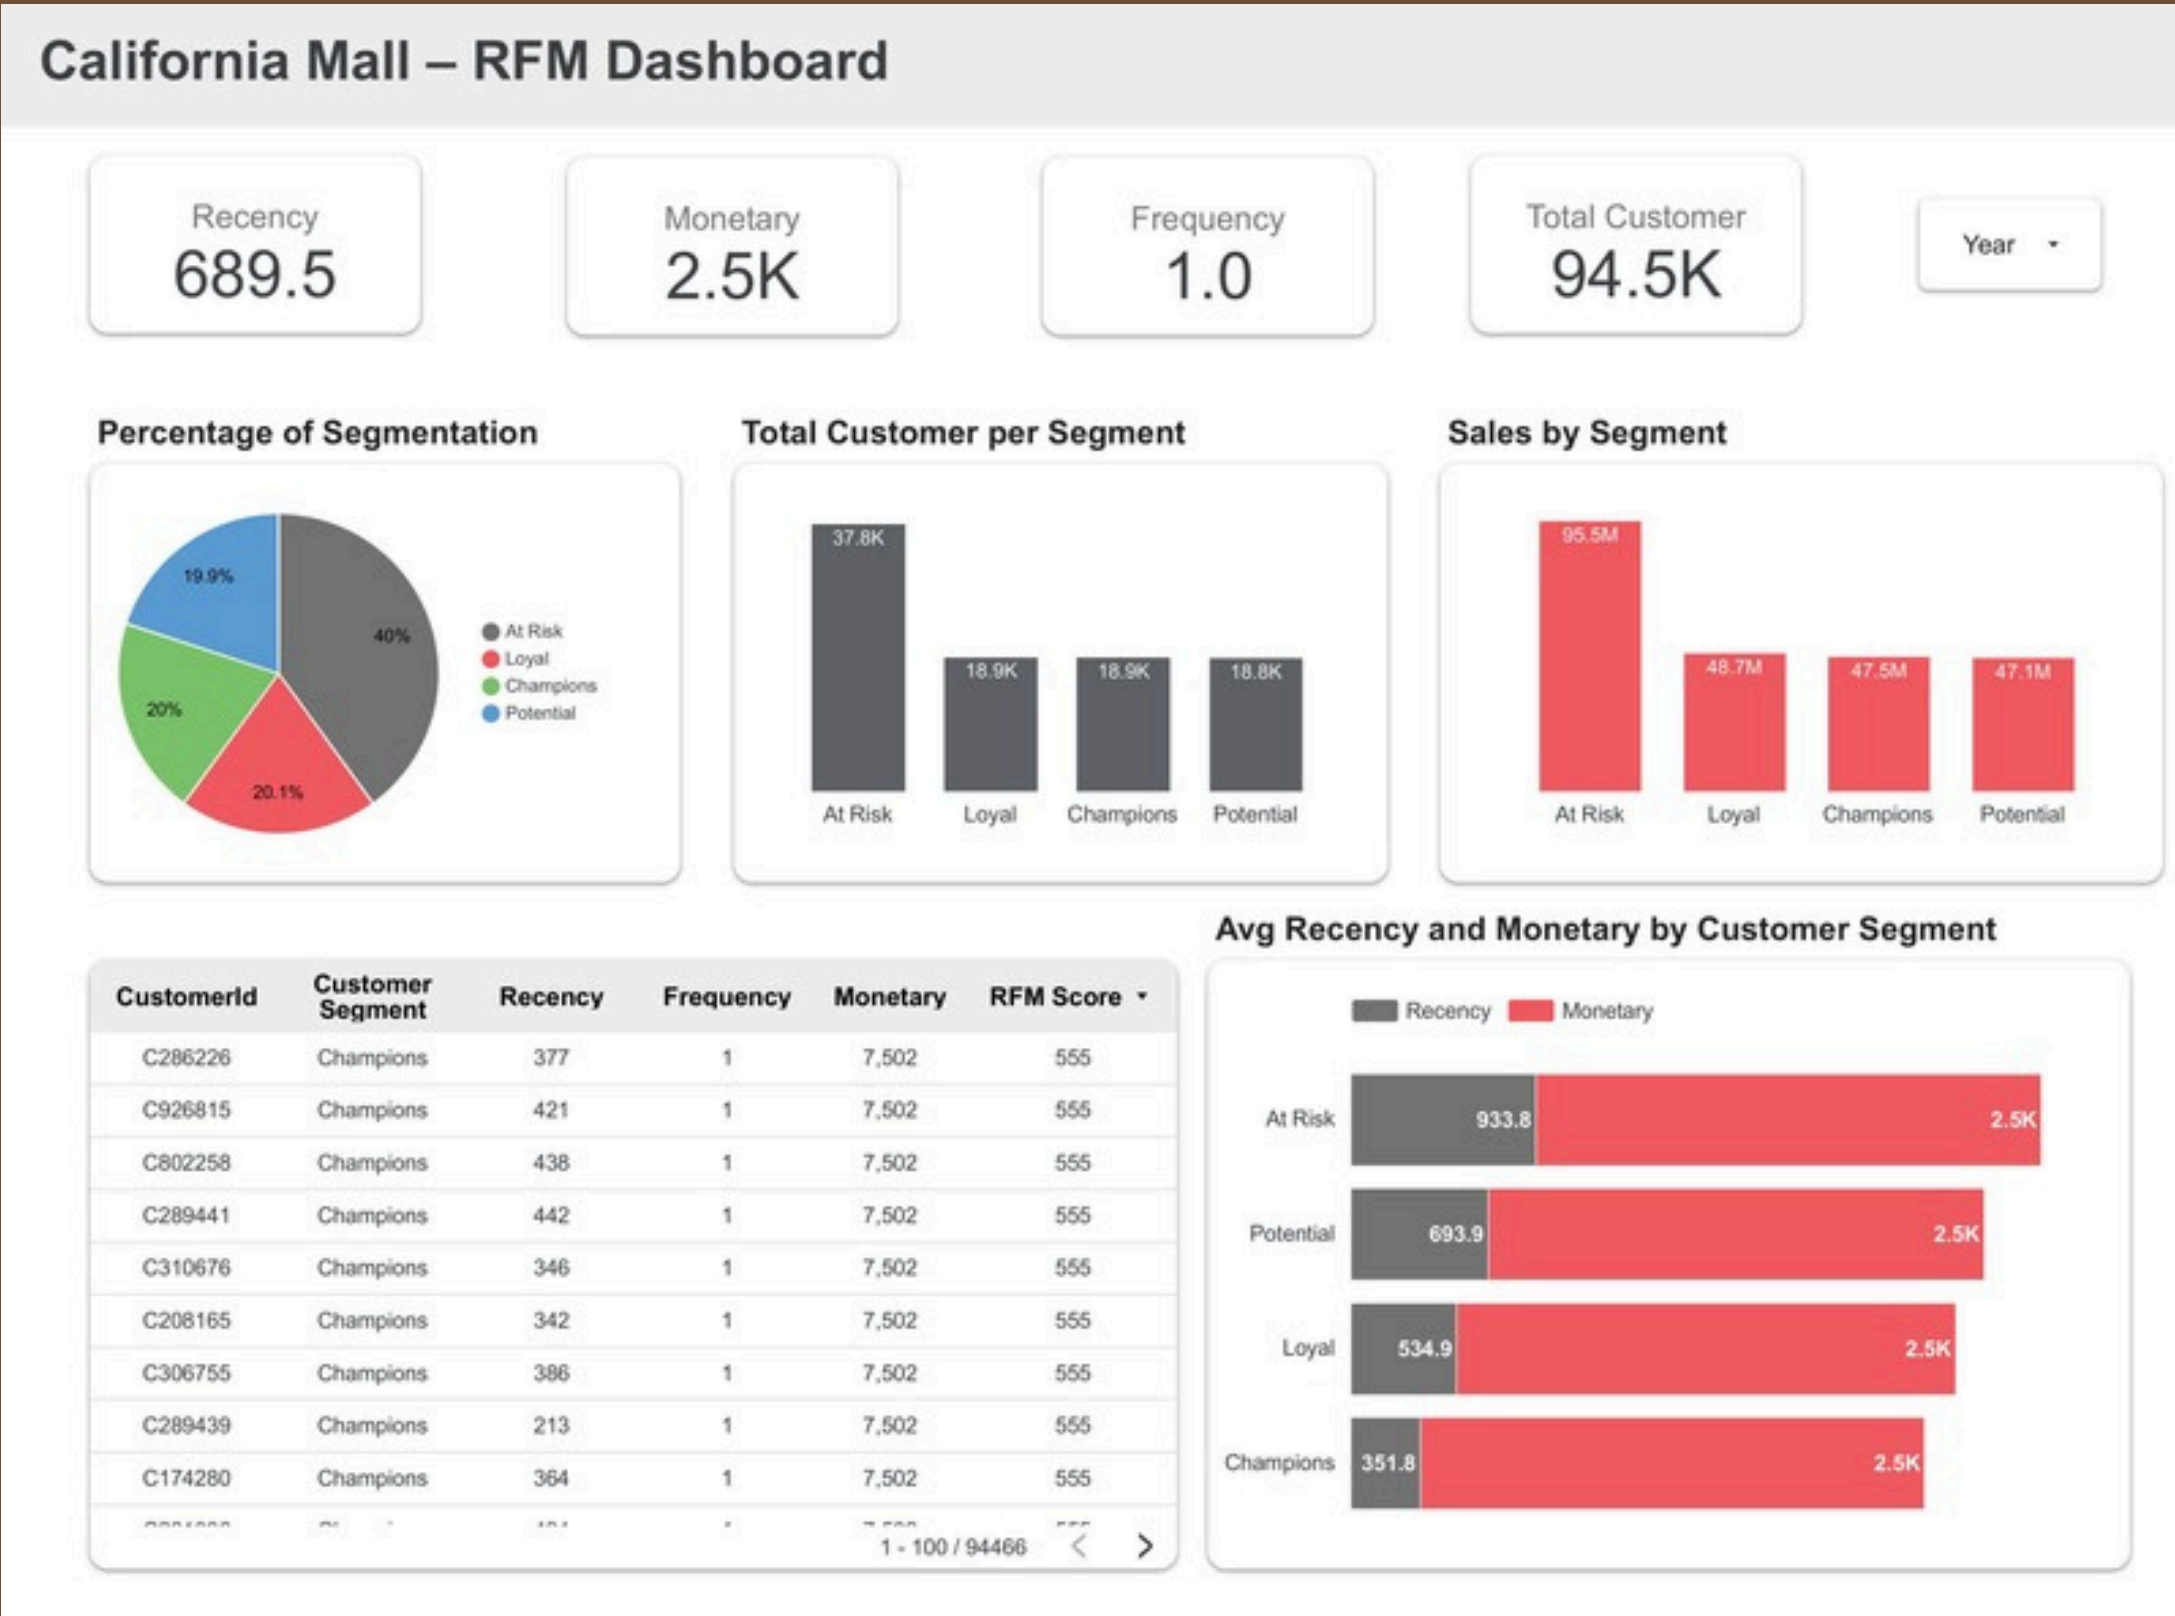 California Mall – RFM Dashboard
Recency
689.5
Monetary
2.5K
Frequency
1.0
Total Customer
94.5K
Year
Percentage of Segmentation
19.9%
40%
20%
20.1%
At Risk
Loyal
Champions
Potential
Total Customer per Segment
37.8K
18.9K
18.9K
18.8K
At Risk Loyal Champions Potential
Sales by Segment
95.5M
48.7M
47.5M
47.1M
At Risk Loyal Champions Potential
CustomerId Customer Segment Recency Frequency Monetary RFM Score
C286226 Champions 377 1 7,502 555
C926815 Champions 421 1 7,502 555
C802258 Champions 438 1 7,502 555
C289441 Champions 442 1 7,502 555
C310676 Champions 346 1 7,502 555
C208165 Champions 342 1 7,502 555
C306755 Champions 386 1 7,502 555
C289439 Champions 213 1 7,502 555
C174280 Champions 364 1 7,502 555
1 - 100 / 94466
Avg Recency and Monetary by Customer Segment
Recency Monetary
At Risk 933.8 2.5K
Potential 693.9 2.5K
Loyal 534.9 2.5K
Champions 351.8 2.5K